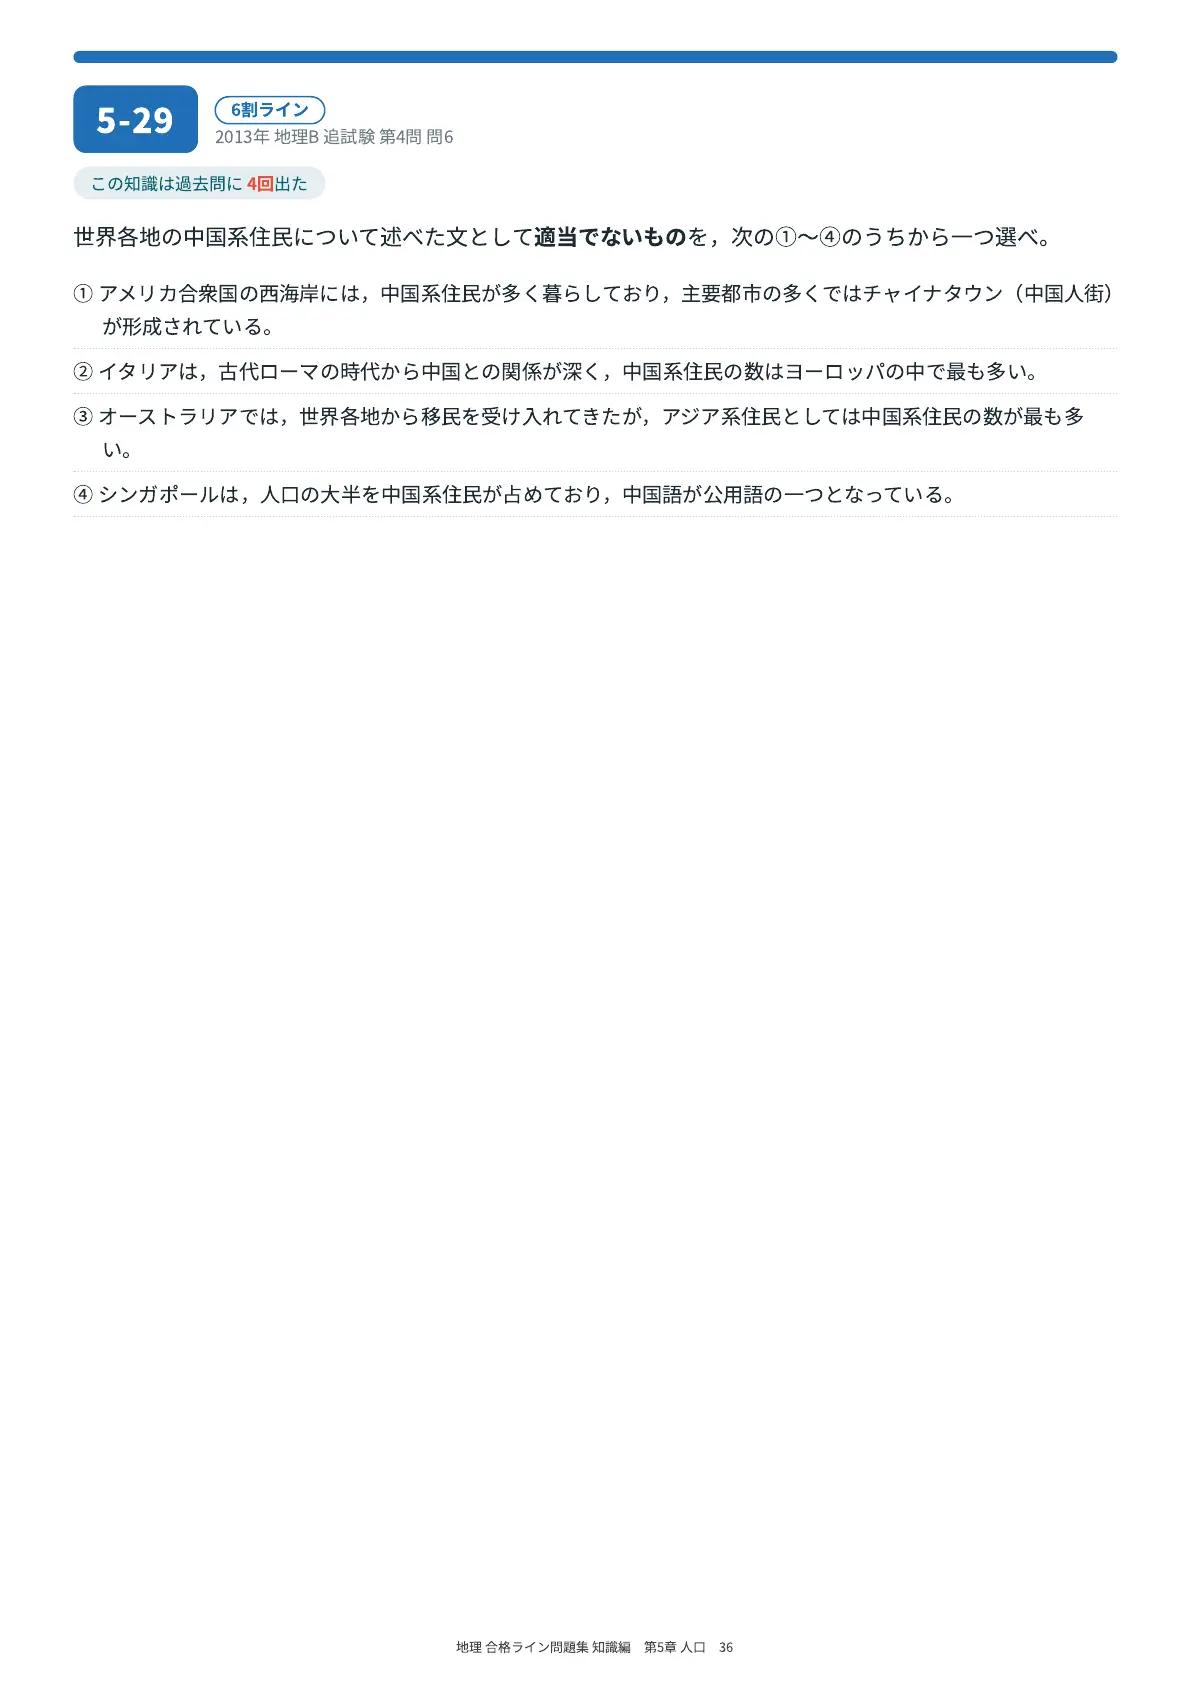 5-29
6割ライン
2013年 地理B 追試験 第4問 問6
この知識は過去問に 4回出た
世界各地の中国系住民について述べた文として適当でないものを，次の①～④のうちから一つ選べ。
① アメリカ合衆国の西海岸には，中国系住民が多く暮らしており，主要都市の多くではチャイナタウン（中国人街）
が形成されている。
② イタリアは，古代ローマの時代から中国との関係が深く，中国系住民の数はヨーロッパの中で最も多い。
③ オーストラリアでは，世界各地から移民を受け入れてきたが，アジア系住民としては中国系住民の数が最も多
い。
④ シンガポールは，人口の大半を中国系住民が占めており，中国語が公用語の一つとなっている。
地理 合格ライン問題集 知識編　第5章 人口　36